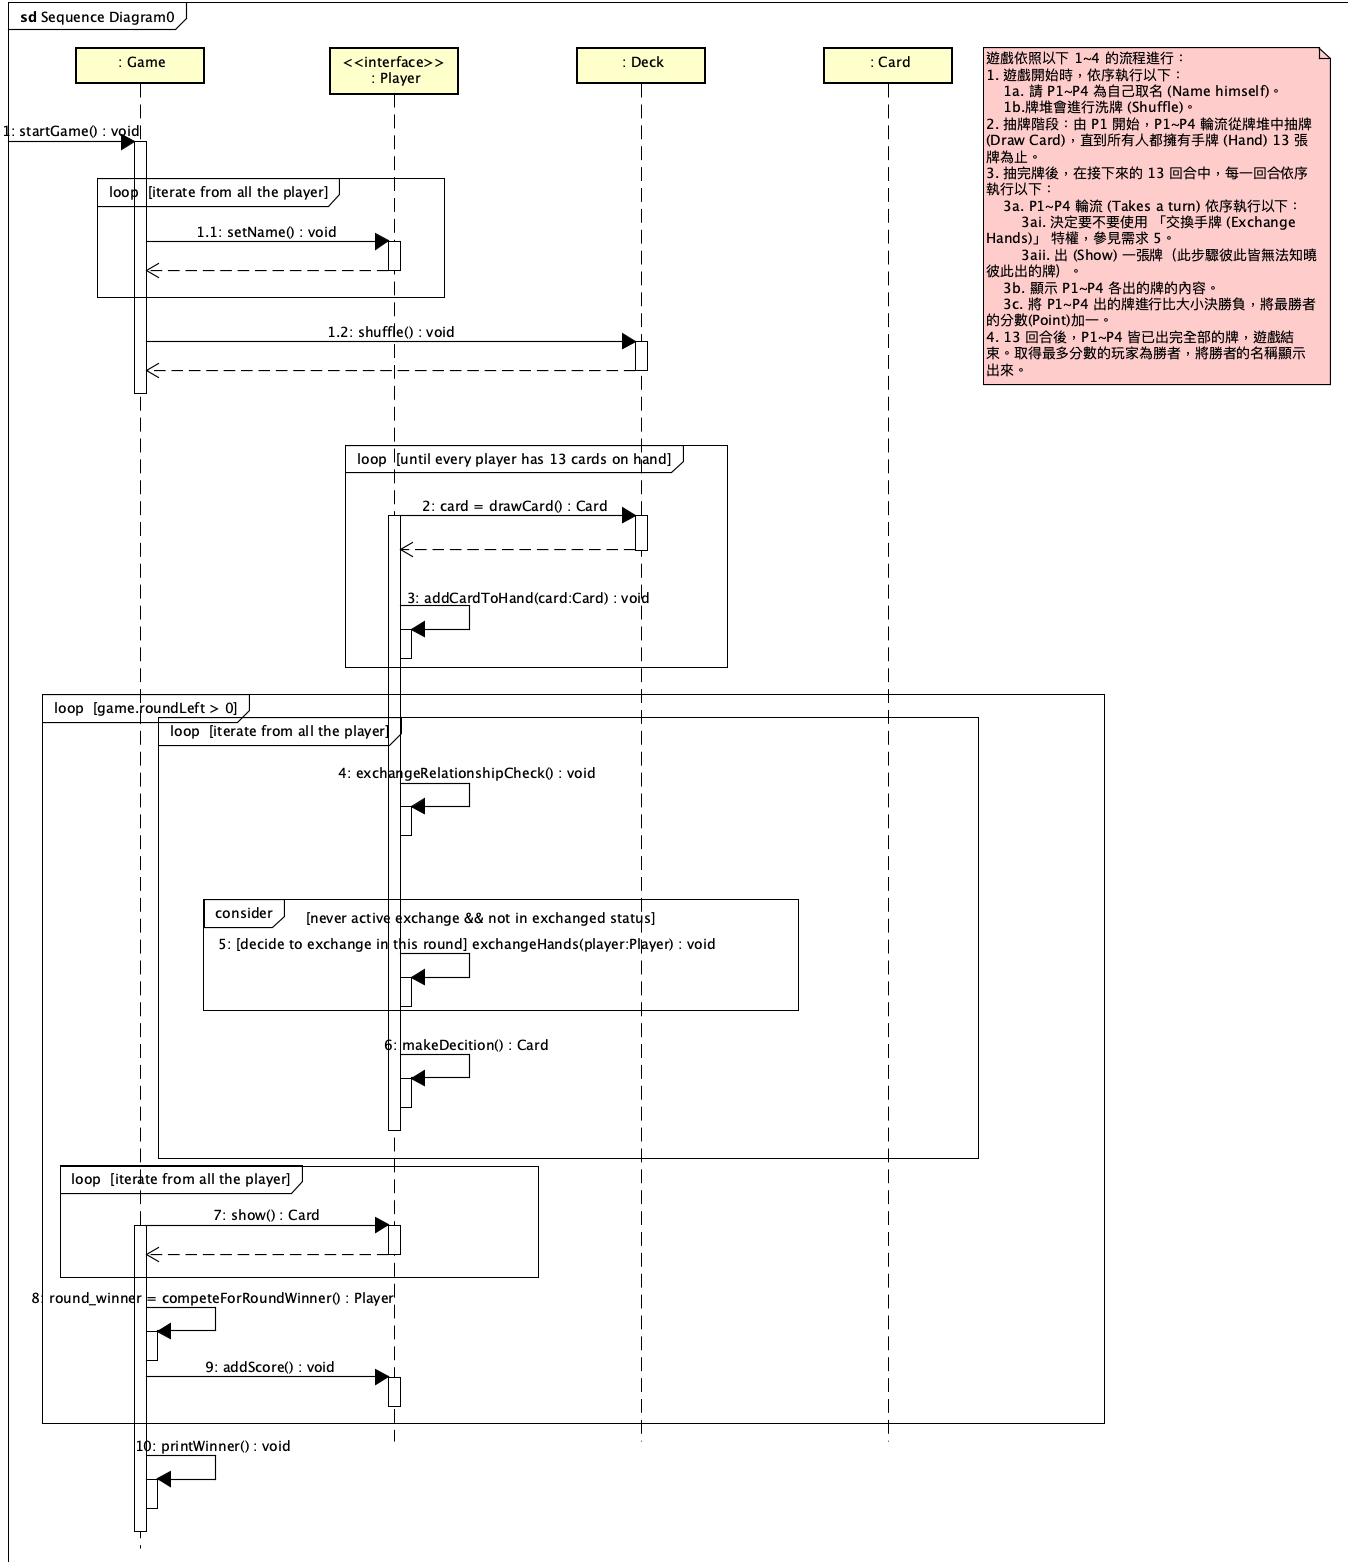 sd Sequence Diagram0
: Game
<<interface>>
: Player
: Deck
: Card
遊戲依照以下 1~4 的流程進行：
1. 遊戲開始時，依序執行以下：
1a. 請 P1~P4 為自己取名 (Name himself)。
1b.牌堆會進行洗牌 (Shuffle)。
2. 抽牌階段：由 P1 開始，P1~P4 輪流從牌堆中抽牌
(Draw Card)，直到所有人都擁有手牌 (Hand) 13 張
牌為止。
3. 抽完牌後，在接下來的 13 回合中，每一回合依序
執行以下：
3a. P1~P4 輪流 (Takes a turn) 依序執行以下：
3ai. 決定要不要使用 「交換手牌 (Exchange
Hands)」 特權，參見需求 5。
3aii. 出 (Show) 一張牌（此步驟彼此皆無法知曉
彼此出的牌）。
3b. 顯示 P1~P4 各出的牌的內容。
3c. 將 P1~P4 出的牌進行比大小決勝負，將最勝者
的分數(Point)加一。
4. 13 回合後，P1~P4 皆已出完全部的牌，遊戲結
束。取得最多分數的玩家為勝者，將勝者的名稱顯示
出來。
1: startGame() : void
loop [iterate from all the player]
1.1: setName() : void
1.2: shuffle() : void
loop [until every player has 13 cards on hand]
2: card = drawCard() : Card
3: addCardToHand(card:Card) : void
loop [game.roundLeft > 0]
loop [iterate from all the player]
4: exchangeRelationshipCheck() : void
consider [never active exchange && not in exchanged status]
5: [decide to exchange in this round] exchangeHands(player:Player) : void
6: makeDecition() : Card
loop [iterate from all the player]
7: show() : Card
8: round_winner = competeForRoundWinner() : Player
9: addScore() : void
10: printWinner() : void